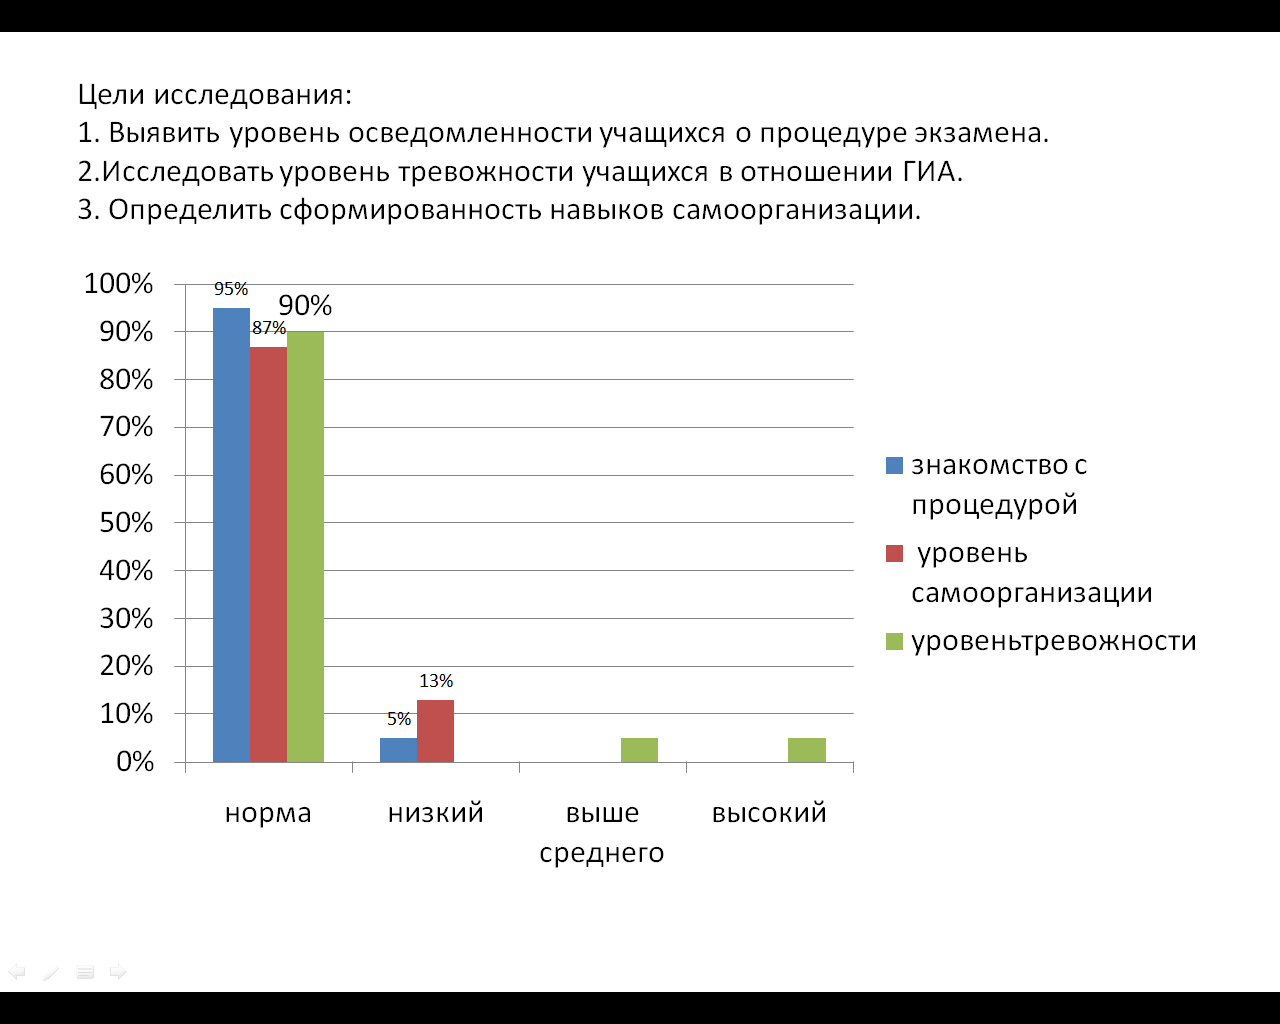 Цели исследования:
1. Выявить уровень осведомленности учащихся о процедуре экзамена.
2.Исследовать уровень тревожности учащихся в отношении ГИА.
3. Определить сформированность навыков самоорганизации.
100%
90%
80%
70%
60%
50%
40%
30%
20%
10%
0%
95%
87%
90%
5%
13%
норма
низкий
выше
среднего
высокий
знакомство с
процедурой
уровень
самоорганизации
уровеньтревожности